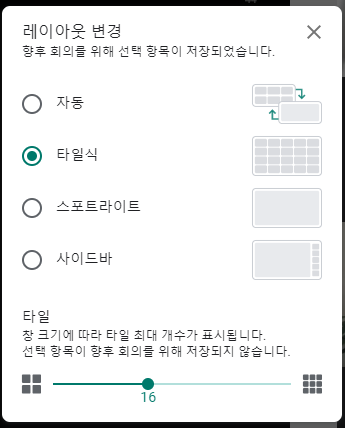 레이아웃 변경
향후 회의를 위해 선택 항목이 저장되었습니다.
자동
타일식
스포트라이트
사이드바
타일
창 크기에 따라 타일 최대 개수가 표시됩니다.
선택 항목이 향후 회의를 위해 저장되지 않습니다.
16